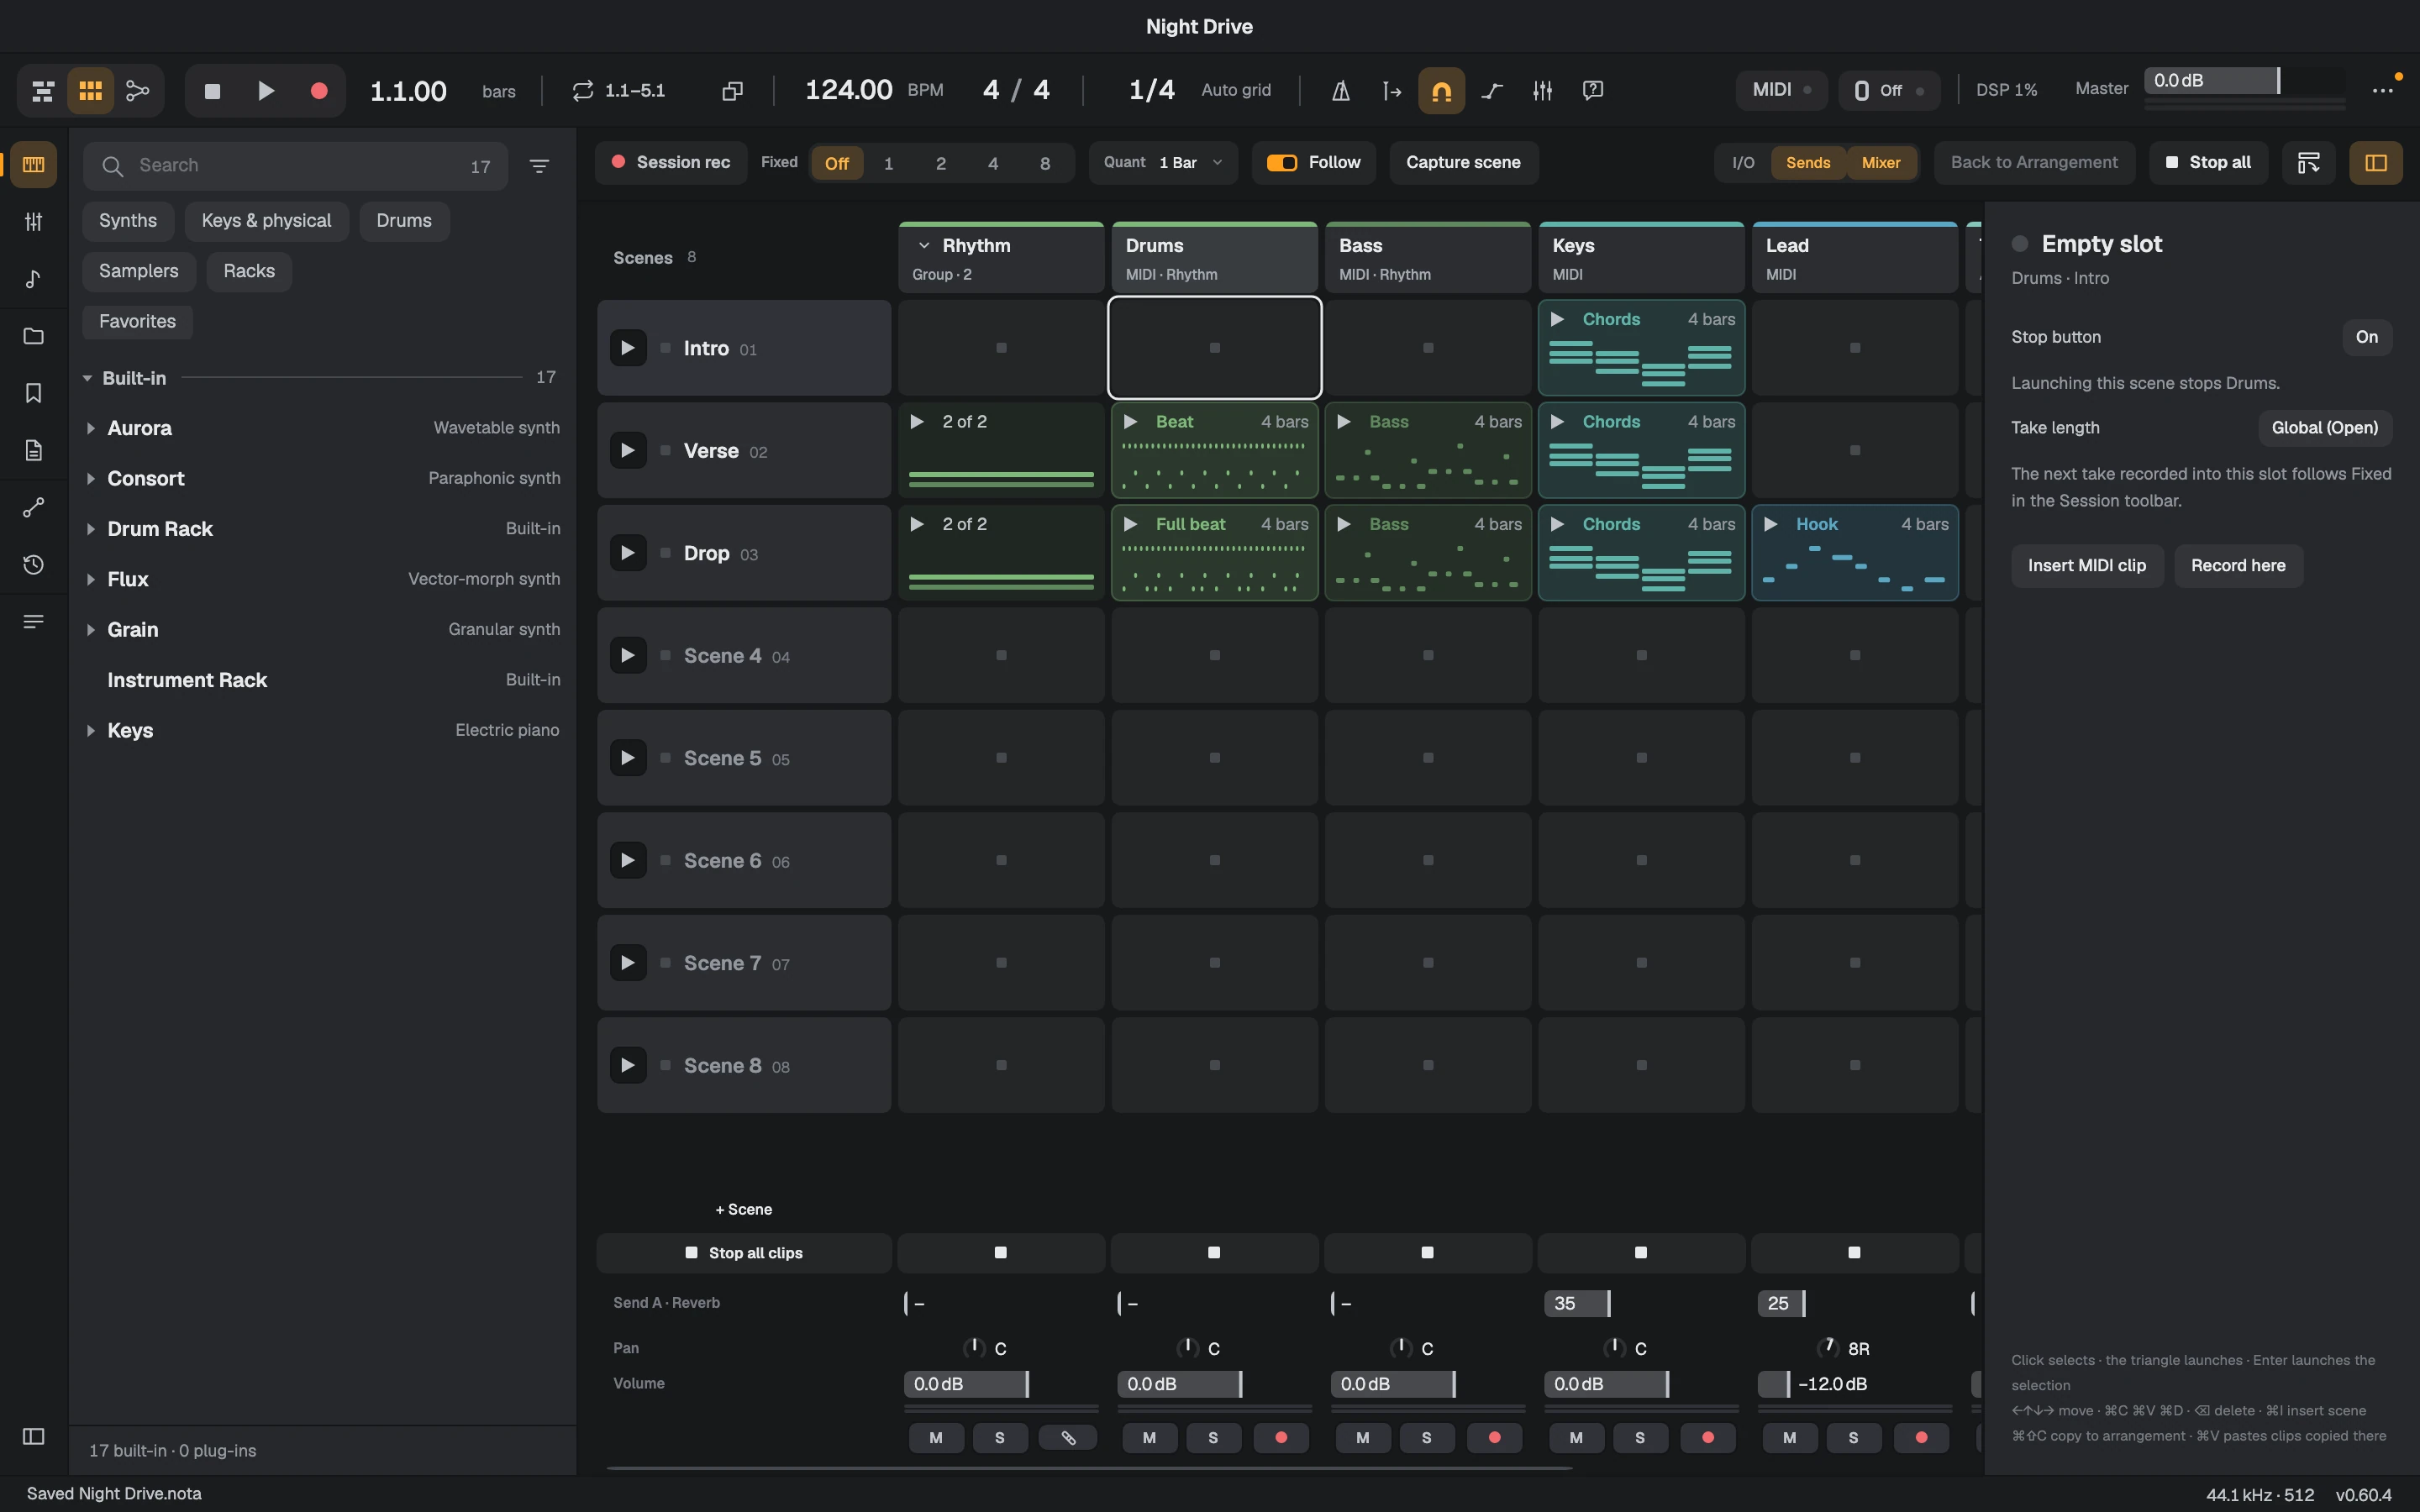 Night Drive
1.1.00 bars 1.1–5.1 124.00 BPM 4 / 4 1/4 Auto grid MIDI Off DSP 1% Master 0.0 dB
Search 17
Synths Keys & physical Drums
Samplers Racks
Favorites
Built-in 17
Aurora Wavetable synth
Consort Paraphonic synth
Drum Rack Built-in
Flux Vector-morph synth
Grain Granular synth
Instrument Rack Built-in
Keys Electric piano
17 built-in · 0 plug-ins
Session rec Fixed Off 1 2 4 8 Quant 1 Bar Follow Capture scene I/O Sends Mixer Back to Arrangement Stop all
Scenes 8
Rhythm
Group · 2
Drums
MIDI · Rhythm
Bass
MIDI · Rhythm
Keys
MIDI
Lead
MIDI
Intro 01 Chords 4 bars
Verse 02 2 of 2 Beat 4 bars Bass 4 bars Chords 4 bars
Drop 03 2 of 2 Full beat 4 bars Bass 4 bars Chords 4 bars Hook 4 bars
Scene 4 04
Scene 5 05
Scene 6 06
Scene 7 07
Scene 8 08
+ Scene
Stop all clips
Send A · Reverb – – – 35 25
Pan C C C C 8R
Volume 0.0 dB 0.0 dB 0.0 dB 0.0 dB −12.0 dB
M S M S M S M S M S
Empty slot
Drums · Intro
Stop button On
Launching this scene stops Drums.
Take length Global (Open)
The next take recorded into this slot follows Fixed
in the Session toolbar.
Insert MIDI clip Record here
Click selects · the triangle launches · Enter launches the
selection
←↑↓→ move · ⌘C ⌘V ⌘D · ⌫ delete · ⌘I insert scene
⌘⇧C copy to arrangement · ⌘V pastes clips copied there
Saved Night Drive.nota 44.1 kHz · 512 v0.60.4